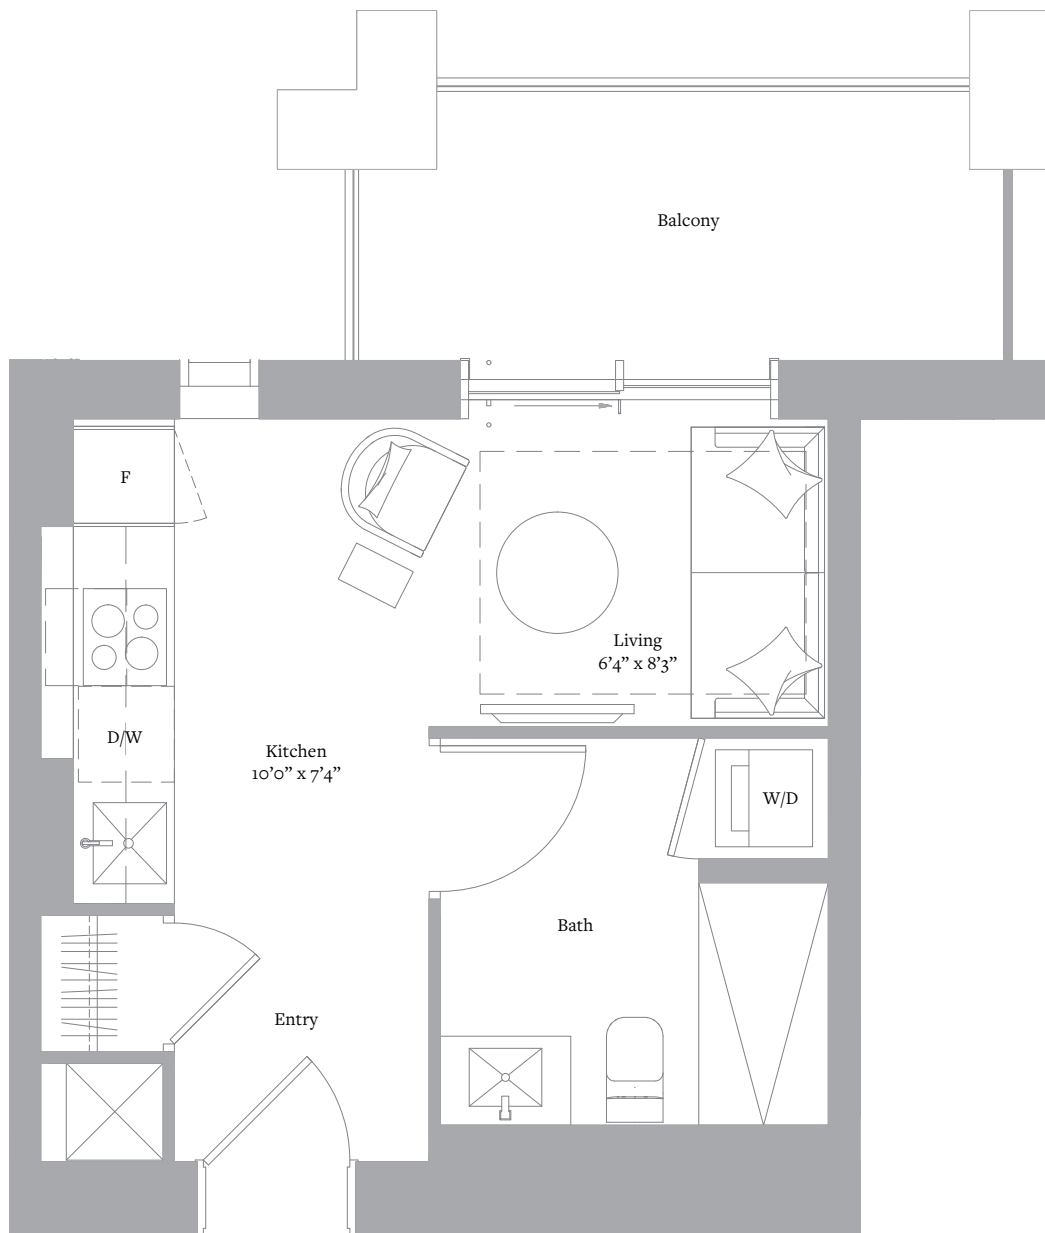 Balcony
F
Living
6’4” x 8’3”
D/W
Kitchen
10’0” x 7’4”
W/D
Bath
Entry